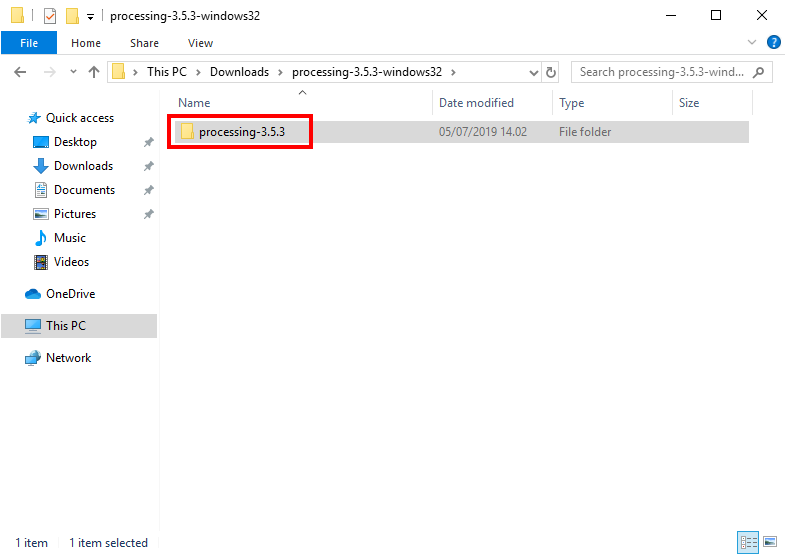 processing-3.5.3-windows32
File Home Share View
This PC Downloads processing-3.5.3-windows32 Search processing-3.5.3-wind...
Name Date modified Type Size
processing-3.5.3 05/07/2019 14.02 File folder
Quick access
Desktop
Downloads
Documents
Pictures
Music
Videos
OneDrive
This PC
Network
1 item 1 item selected